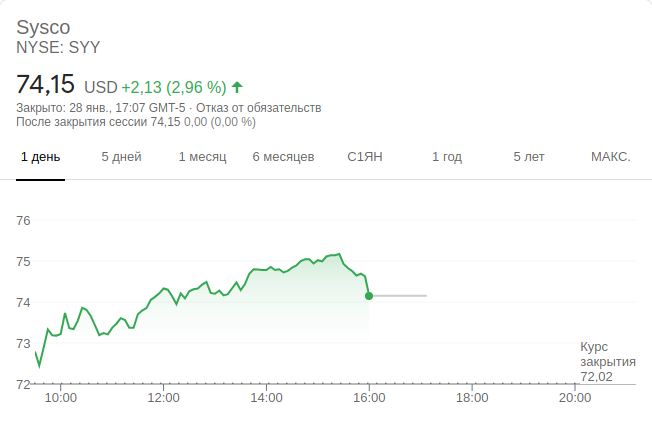 Sysco
NYSE: SYY
74,15 USD +2,13 (2,96 %)
Закрыто: 28 янв., 17:07 GMT-5 · Отказ от обязательств
После закрытия сессии 74,15 0,00 (0,00 %)
1 день 5 дней 1 месяц 6 месяцев С1ЯН 1 год 5 лет МАКС.
76
75
74
73
72
Курс
закрытия
72,02
10:00 12:00 14:00 16:00 18:00 20:00